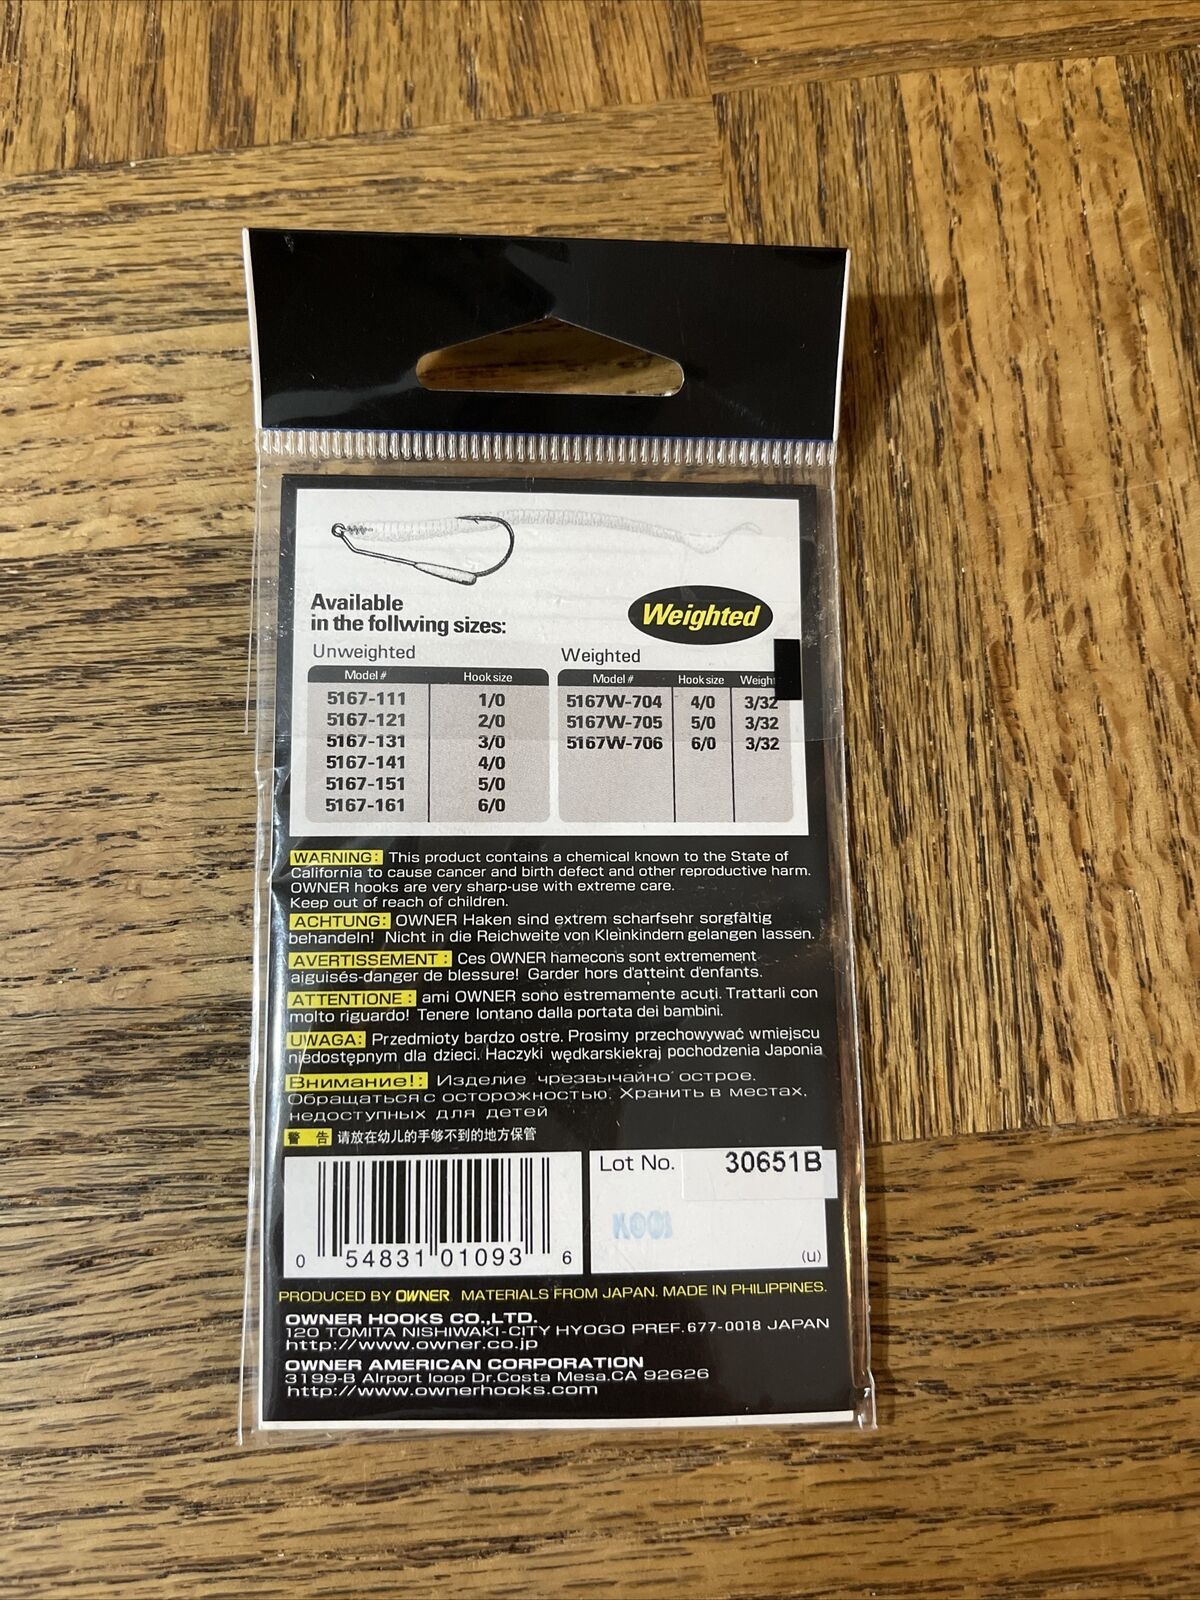 Available
in the follwing sizes:
Weighted
Unweighted
Model # Hook size
5167-111 1/0
5167-121 2/0
5167-131 3/0
5167-141 4/0
5167-151 5/0
5167-161 6/0
Weighted
Model # Hook size Weigh
5167W-704 4/0 3/32
5167W-705 5/0 3/32
5167W-706 6/0 3/32
WARNING: This product contains a chemical known to the State of
California to cause cancer and birth defect and other reproductive harm.
OWNER hooks are very sharp-use with extreme care.
Keep out of reach of children.
ACHTUNG: OWNER Haken sind extrem scharfsehr sorgfältig
behandeln! Nicht in die Reichweite von Kleinkindern gelangen lassen.
AVERTISSEMENT : Ces OWNER hamecons sont extremement
aiguisés-danger de blessure! Garder hors d'atteint d'enfants.
ATTENTIONE : ami OWNER sono estremamente acuti. Trattarli con
molto riguardo! Tenere lontano dalla portata dei bambini.
UWAGA: Przedmioty bardzo ostre. Prosimy przechowywać wmiejscu
niedostępnym dla dzieci. Haczyki wędkarskiekraj pochodzenia Japonia
Внимание!: Изделие чрезвычайно острое.
Обращаться с осторожностью. Хранить в местах,
недоступных для детей
警 告 请放在幼儿的手够不到的地方保管
0 54831 01093 6
Lot No. 30651B
(u)
PRODUCED BY OWNER. MATERIALS FROM JAPAN. MADE IN PHILIPPINES.
OWNER HOOKS CO.,LTD.
120 TOMITA NISHIWAKI-CITY HYOGO PREF.677-0018 JAPAN
http://www.owner.co.jp
OWNER AMERICAN CORPORATION
3199-B AIrport loop Dr.Costa Mesa.CA 92626
http://www.ownerhooks.com